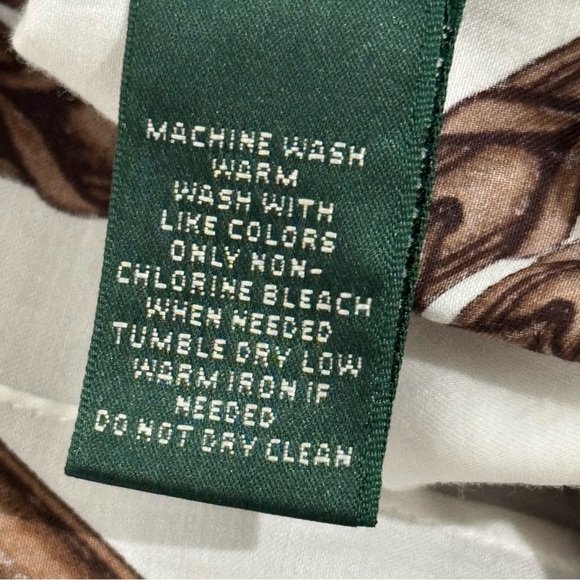 MACHINE WASH
WARM
WASH WITH
LIKE COLORS
ONLY NON-
CHLORINE BLEACH
WHEN NEEDED
TUMBLE DRY LOW
WARM IRON IF
NEEDED
DO NOT DRY CLEAN